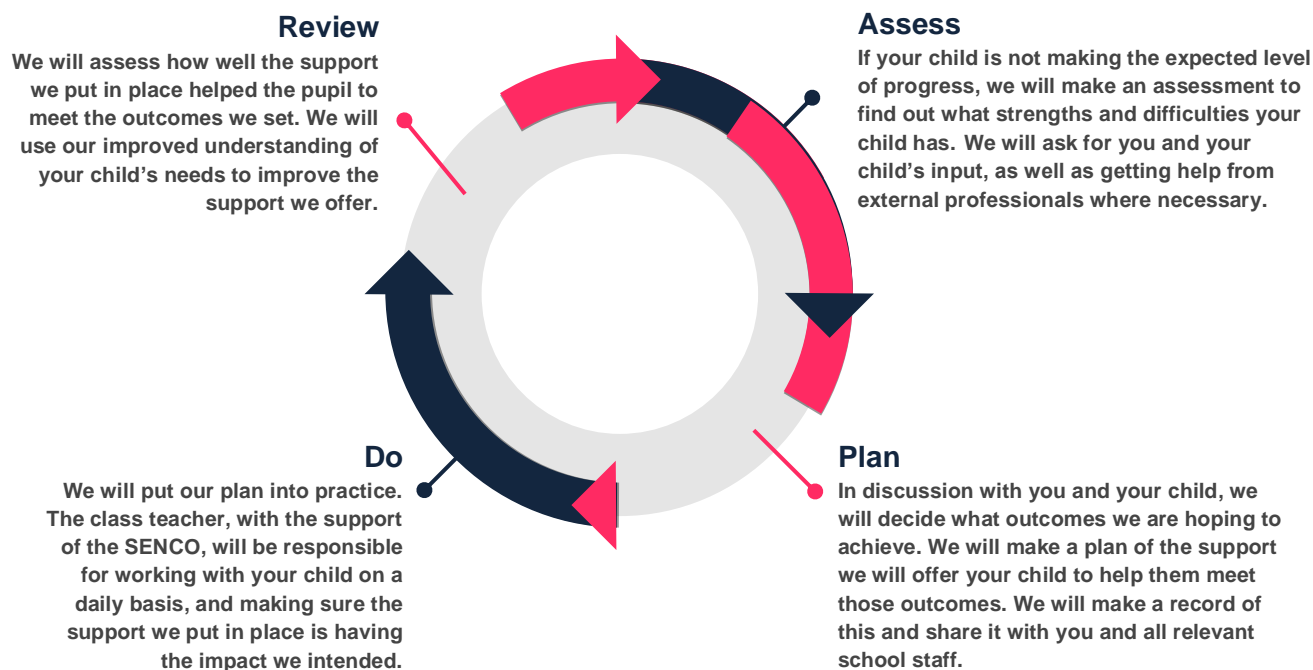 Review
We will assess how well the support
we put in place helped the pupil to
meet the outcomes we set. We will
use our improved understanding of
your child’s needs to improve the
support we offer.
Assess
If your child is not making the expected level
of progress, we will make an assessment to
find out what strengths and difficulties your
child has. We will ask for you and your
child’s input, as well as getting help from
external professionals where necessary.
Do
We will put our plan into practice.
The class teacher, with the support
of the SENCO, will be responsible
for working with your child on a
daily basis, and making sure the
support we put in place is having
the impact we intended.
Plan
In discussion with you and your child, we
will decide what outcomes we are hoping to
achieve. We will make a plan of the support
we will offer your child to help them meet
those outcomes. We will make a record of
this and share it with you and all relevant
school staff.